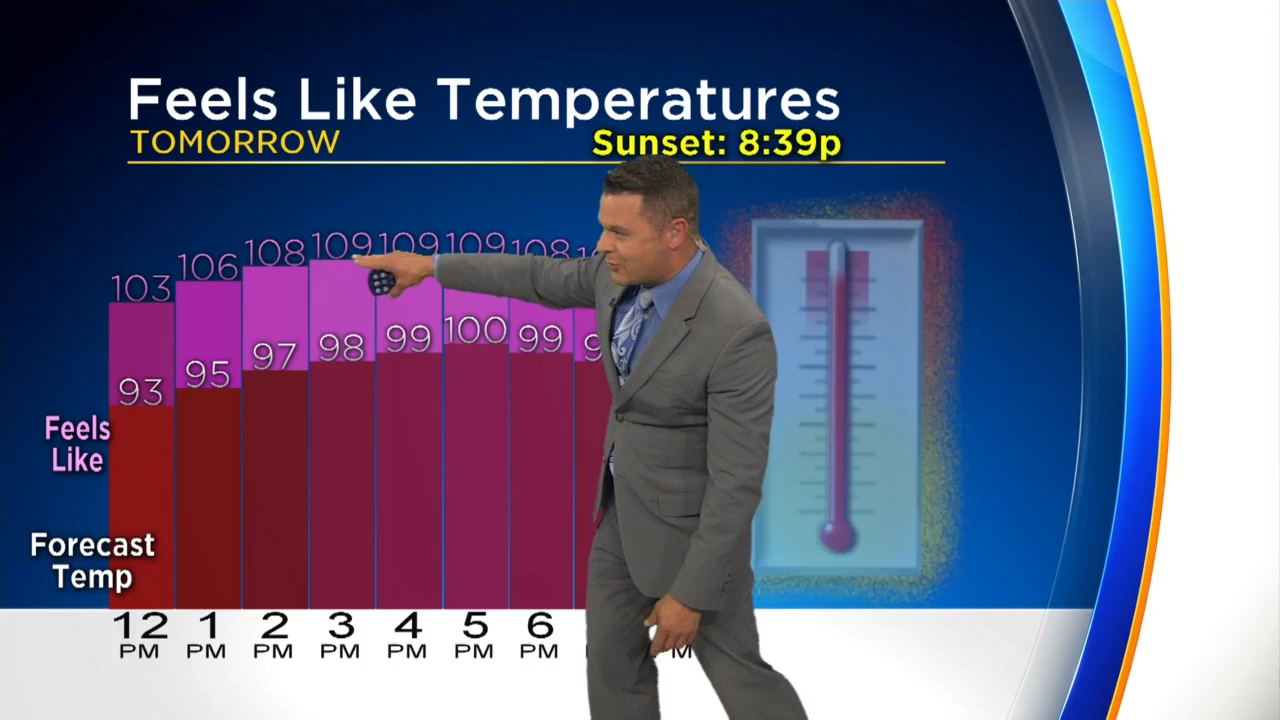 Feels Like Temperatures
TOMORROW
Sunset: 8:39p
103 106 108 109 109 109 108
93 95 97 98 99 100 99
Feels
Like
Forecast
Temp
12 1 2 3 4 5 6
PM PM PM PM PM PM PM